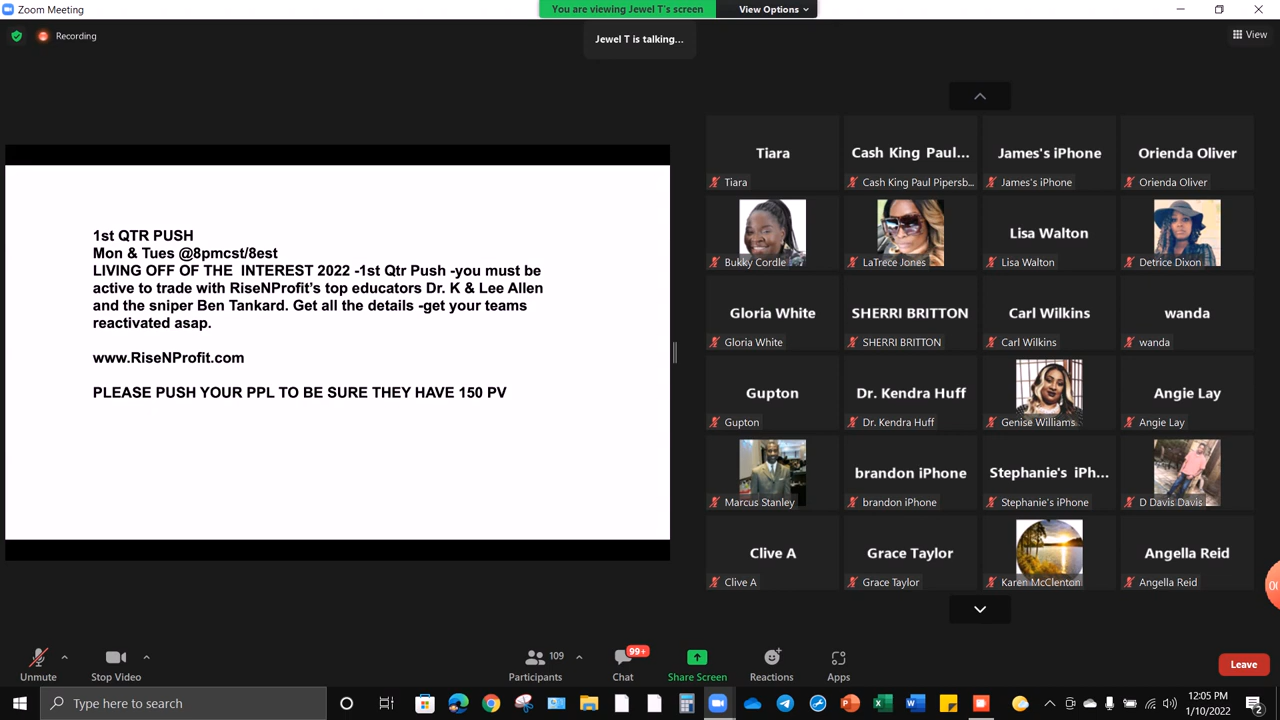 Zoom Meeting
You are viewing Jewel T's screen
View Options
Recording
Jewel T is talking...
View
1st QTR PUSH
Mon & Tues @8pmcst/8est
LIVING OFF OF THE INTEREST 2022 -1st Qtr Push -you must be
active to trade with RiseNProfit's top educators Dr. K & Lee Allen
and the sniper Ben Tankard. Get all the details -get your teams
reactivated asap.
www.RiseNProfit.com
PLEASE PUSH YOUR PPL TO BE SURE THEY HAVE 150 PV
Tiara
Cash King Paul...
James's iPhone
Orienda Oliver
Tiara
Cash King Paul Pipersb...
James's iPhone
Orienda Oliver
Lisa Walton
Bukky Cordle
LaTrece Jones
Lisa Walton
Detrice Dixon
Gloria White
SHERRI BRITTON
Carl Wilkins
wanda
Gloria White
SHERRI BRITTON
Carl Wilkins
wanda
Gupton
Dr. Kendra Huff
Angie Lay
Gupton
Dr. Kendra Huff
Genise Williams
Angie Lay
brandon iPhone
Stephanie's iPh...
Marcus Stanley
brandon iPhone
Stephanie's iPhone
D Davis Davis
Clive A
Grace Taylor
Angella Reid
Clive A
Grace Taylor
Karen McClenton
Angella Reid
00
Unmute
Stop Video
109
Participants
99+
Chat
Share Screen
Reactions
Apps
Leave
Type here to search
12:05 PM
1/10/2022
2